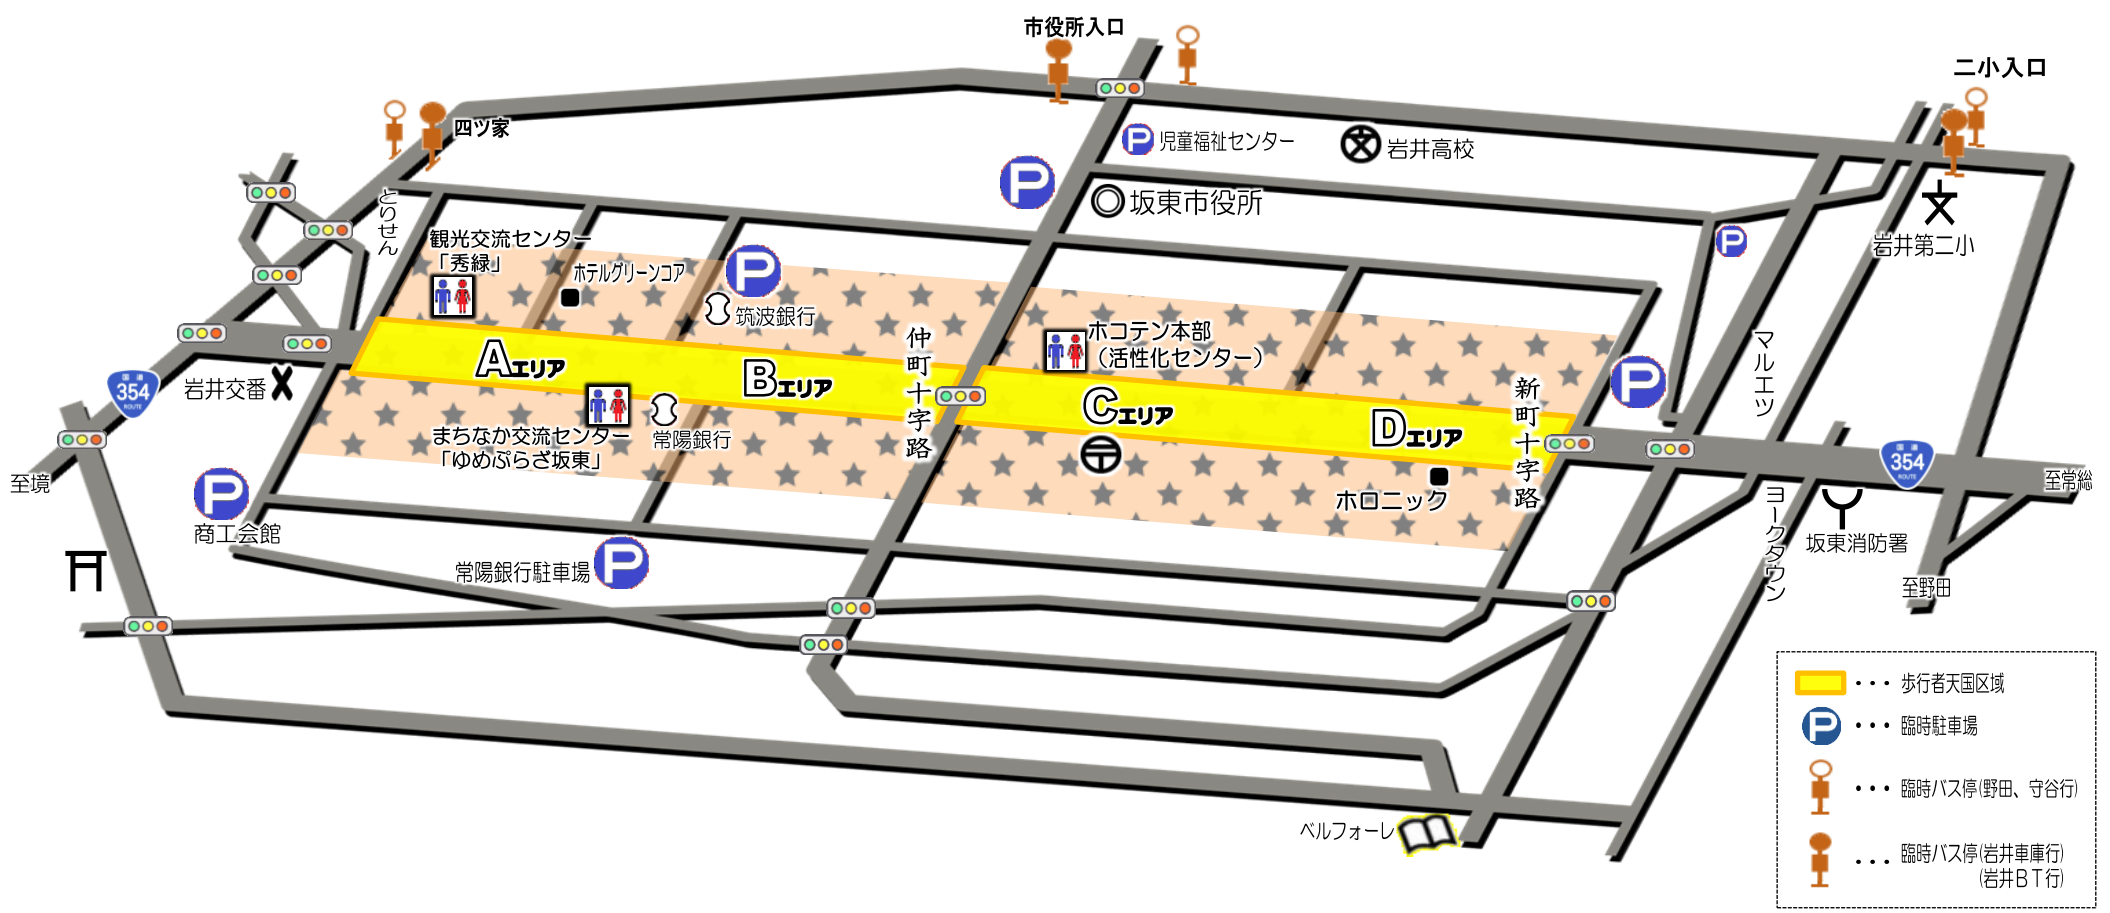 市役所入口
二小入口
四ツ家
P 児童福祉センター
岩井高校
P
坂東市役所
とりせん
岩井第二小
観光交流センター
「秀緑」
ホテルグリーンコア
P
筑波銀行
P
仲町十字路
ホコテン本部
(活性化センター)
マルエツ
Aエリア
Bエリア
Cエリア
Dエリア
新町十字路
P
国道
354
ROUTE
岩井交番
まちなか交流センター
「ゆめぷらざ坂東」
常陽銀行
至境
P
商工会館
ホロニック
国道
354
ROUTE
至常総
ヨークタウン
坂東消防署
至野田
常陽銀行駐車場
P
ベルフォーレ
・・・ 歩行者天国区域
P ・・・ 臨時駐車場
・・・ 臨時バス停(野田、守谷行)
・・・ 臨時バス停(岩井車庫行)
(岩井BT行)